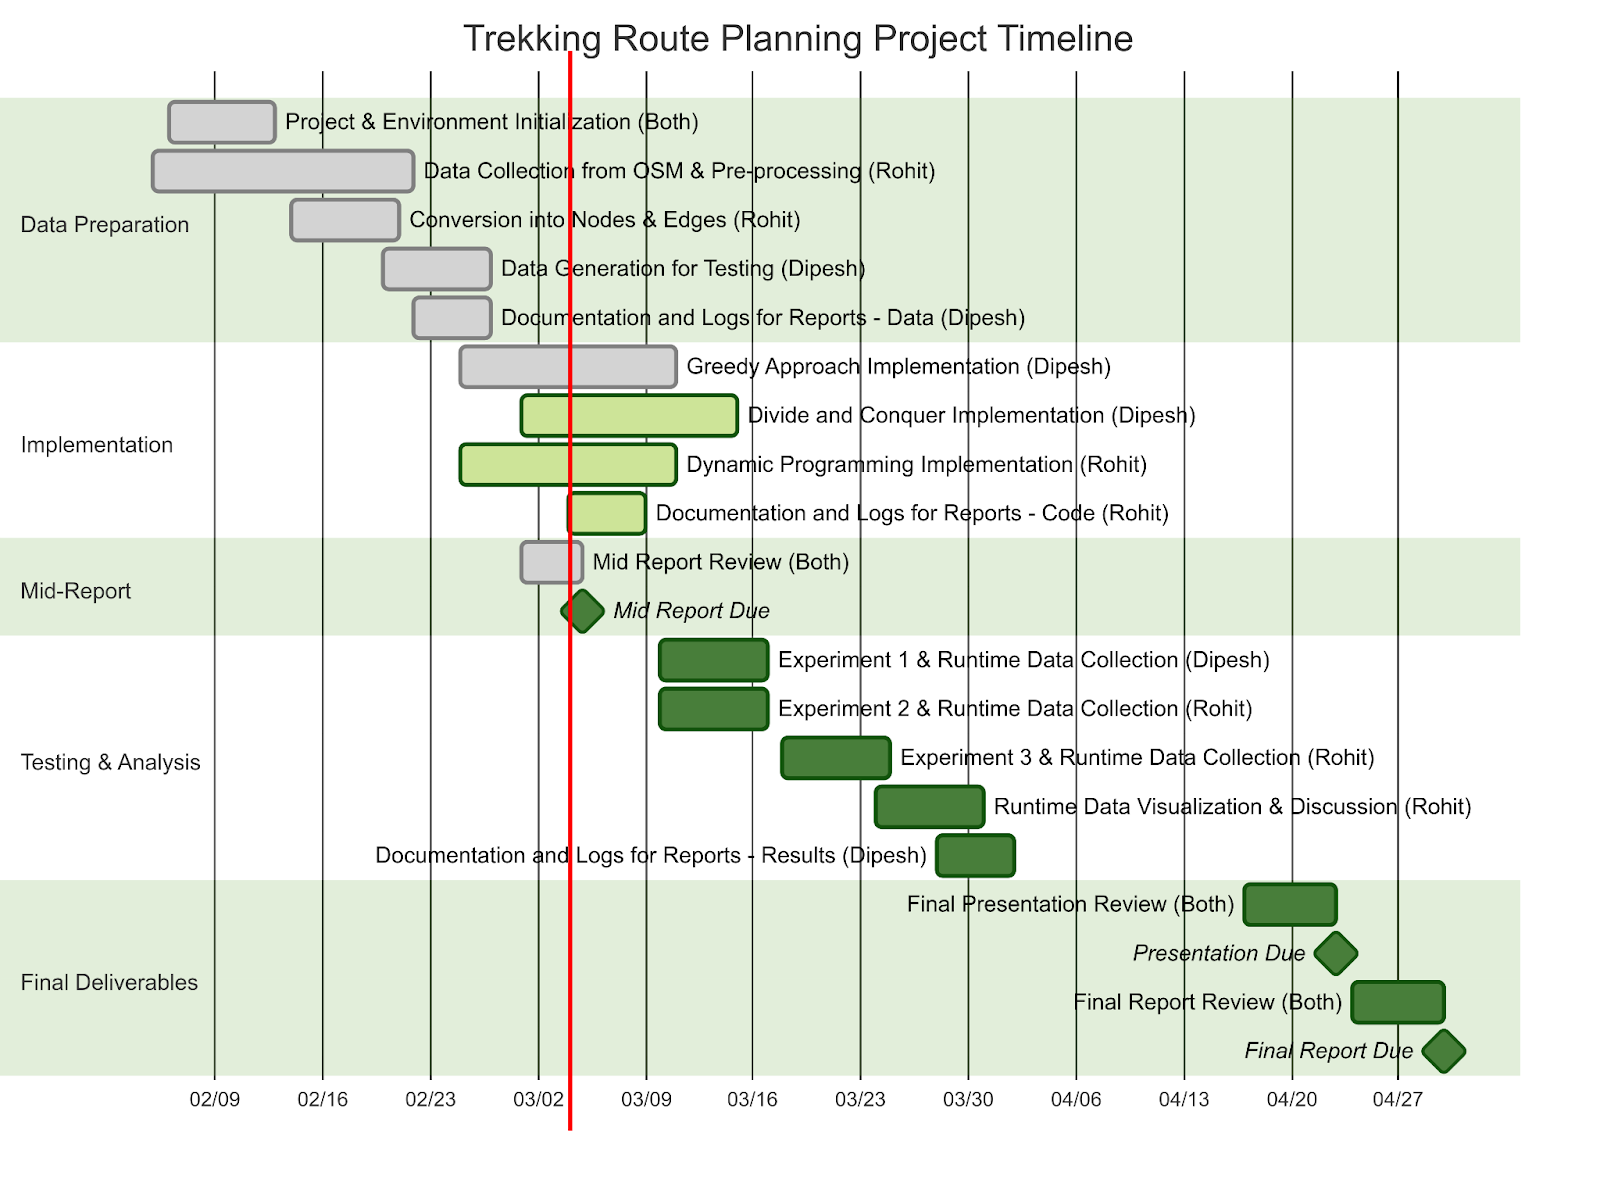 Trekking Route Planning Project Timeline
Project & Environment Initialization (Both)
Data Collection from OSM & Pre-processing (Rohit)
Data Preparation
Conversion into Nodes & Edges (Rohit)
Data Generation for Testing (Dipesh)
Documentation and Logs for Reports - Data (Dipesh)
Greedy Approach Implementation (Dipesh)
Divide and Conquer Implementation (Dipesh)
Implementation
Dynamic Programming Implementation (Rohit)
Documentation and Logs for Reports - Code (Rohit)
Mid Report Review (Both)
Mid-Report
Mid Report Due
Experiment 1 & Runtime Data Collection (Dipesh)
Experiment 2 & Runtime Data Collection (Rohit)
Testing & Analysis
Experiment 3 & Runtime Data Collection (Rohit)
Runtime Data Visualization & Discussion (Rohit)
Documentation and Logs for Reports - Results (Dipesh)
Final Presentation Review (Both)
Presentation Due
Final Deliverables
Final Report Review (Both)
Final Report Due
02/09 02/16 02/23 03/02 03/09 03/16 03/23 03/30 04/06 04/13 04/20 04/27